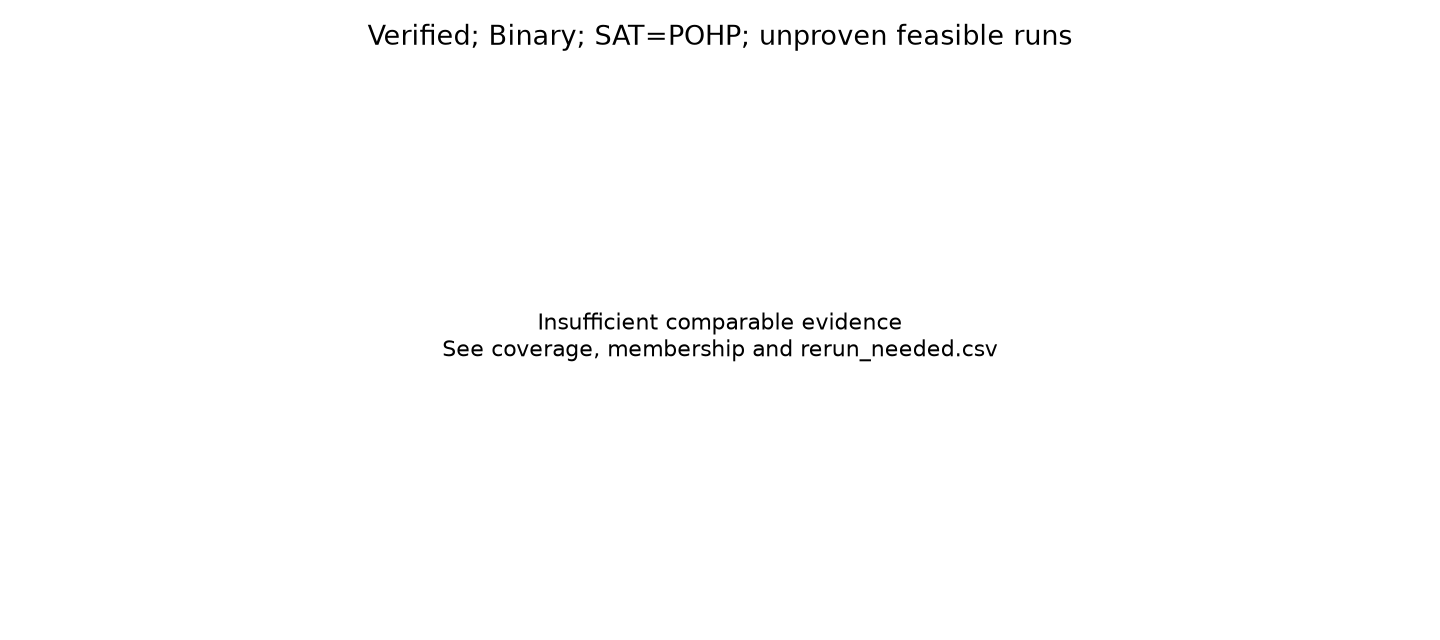 Verified; Binary; SAT=POHP; unproven feasible runs
Insufficient comparable evidence
See coverage, membership and rerun_needed.csv